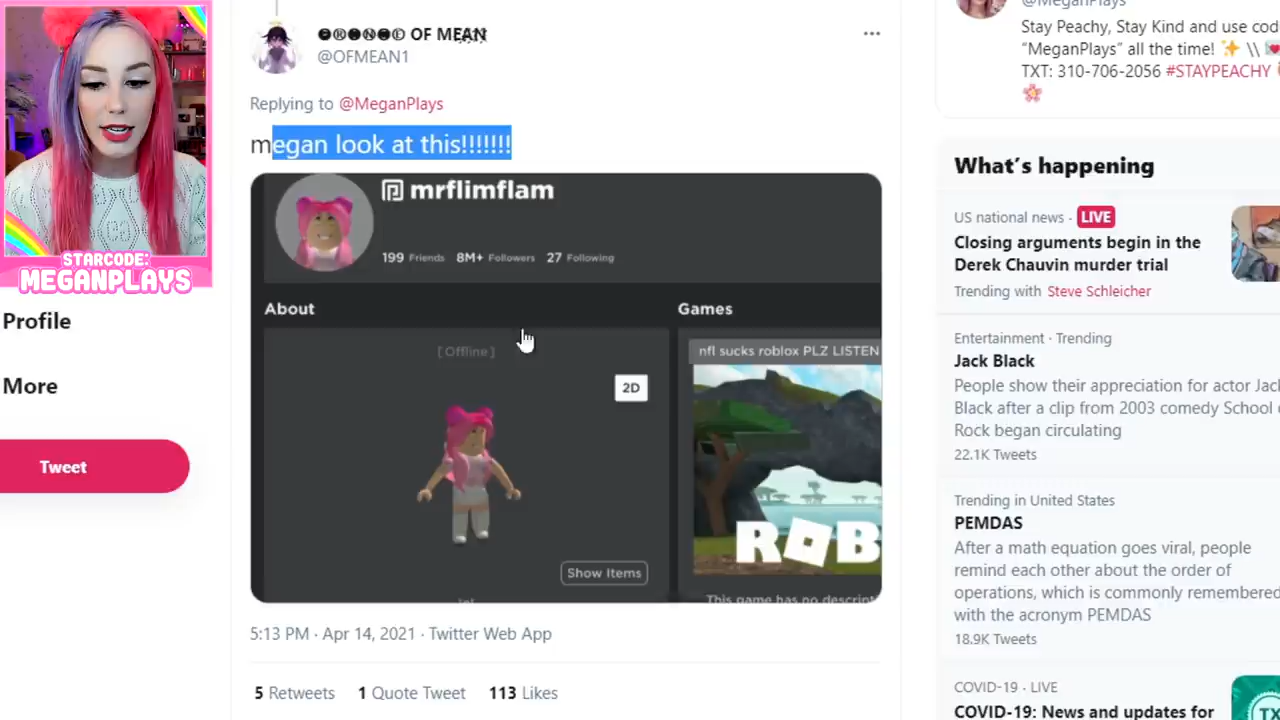 🅟🅡🅞🅝🅞🅓 OF MEAN
@OFMEAN1
Replying to @MeganPlays
megan look at this!!!!!!!
mrflimflam
199 Friends 8M+ Followers 27 Following
About
Games
[ Offline ]
nfl sucks roblox PLZ LISTEN
2D
ROB
Show Items
This game has no descript
5:13 PM · Apr 14, 2021 · Twitter Web App
5 Retweets 1 Quote Tweet 113 Likes
STARCODE:
MEGANPLAYS
Profile
More
Tweet
@MeganPlays
Stay Peachy, Stay Kind and use cod
“MeganPlays” all the time! ✨ \\ 💌
TXT: 310-706-2056 #STAYPEACHY
🌸
What’s happening
US national news · LIVE
Closing arguments begin in the
Derek Chauvin murder trial
Trending with Steve Schleicher
Entertainment · Trending
Jack Black
People show their appreciation for actor Jac
Black after a clip from 2003 comedy School
Rock began circulating
22.1K Tweets
Trending in United States
PEMDAS
After a math equation goes viral, people
remind each other about the order of
operations, which is commonly remembered
with the acronym PEMDAS
18.9K Tweets
COVID-19 · LIVE
COVID-19: News and updates for
TX